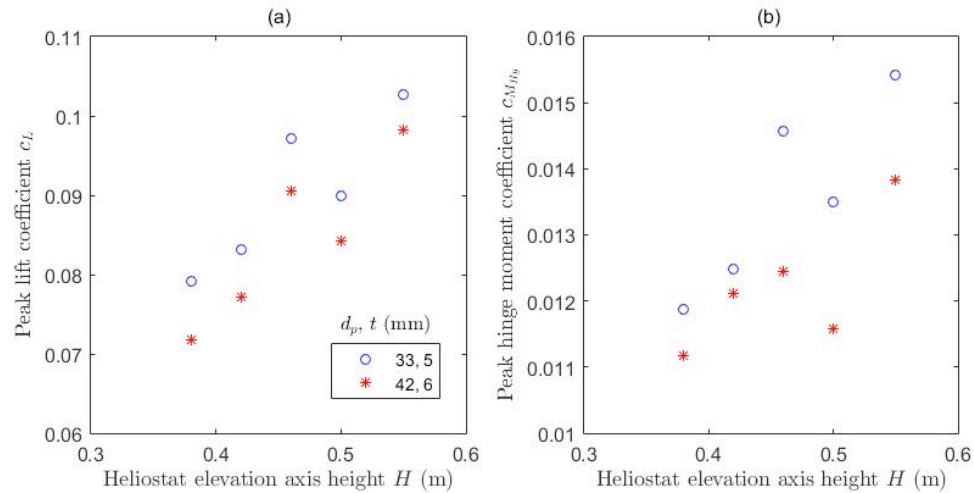 (a)
0.11
0.1
0.09
0.08
0.07
0.06
Peak lift coefficient c_L
d_p, t (mm)
33, 5
42, 6
0.3 0.4 0.5 0.6
Heliostat elevation axis height H (m)
(b)
0.016
0.015
0.014
0.013
0.012
0.011
0.01
Peak hinge moment coefficient c_{M_{Hy}}
0.3 0.4 0.5 0.6
Heliostat elevation axis height H (m)